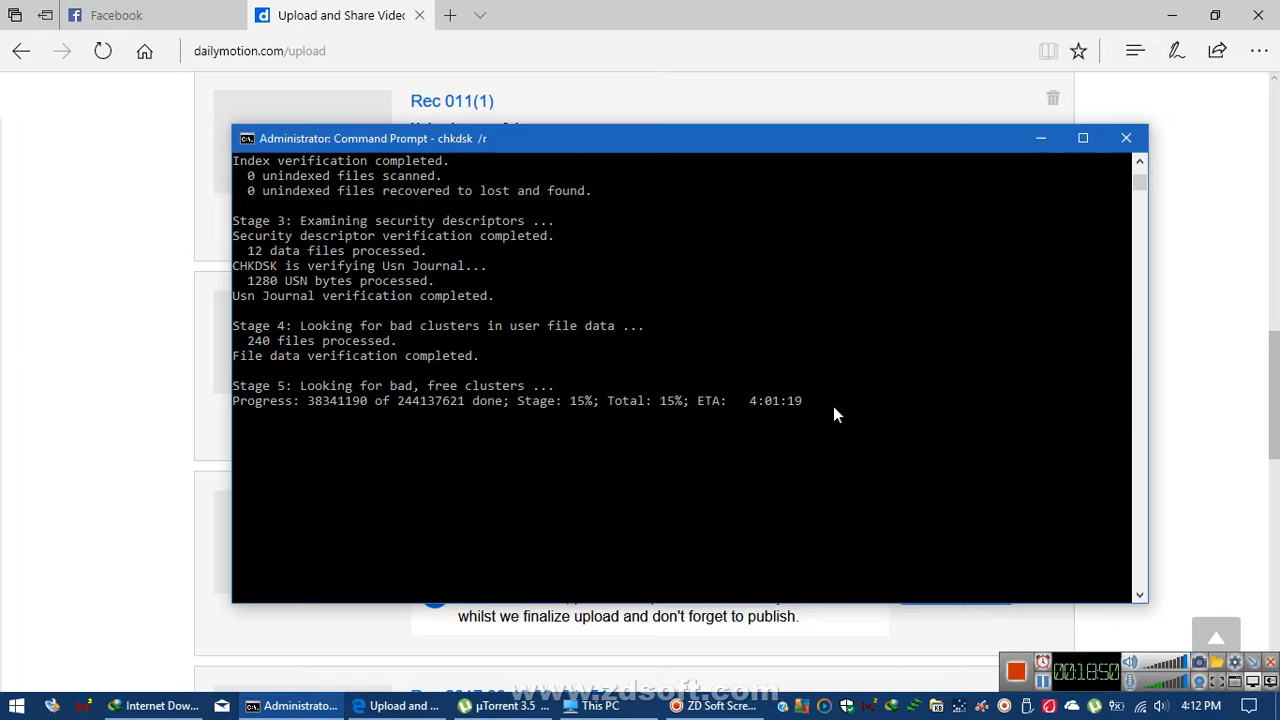 Facebook
Upload and Share Video
dailymotion.com/upload
Rec 011(1)
Administrator: Command Prompt - chkdsk /r
Index verification completed.
0 unindexed files scanned.
0 unindexed files recovered to lost and found.
Stage 3: Examining security descriptors ...
Security descriptor verification completed.
12 data files processed.
CHKDSK is verifying Usn Journal...
1280 USN bytes processed.
Usn Journal verification completed.
Stage 4: Looking for bad clusters in user file data ...
240 files processed.
File data verification completed.
Stage 5: Looking for bad, free clusters ...
Progress: 38341190 of 244137621 done; Stage: 15%; Total: 15%; ETA: 4:01:19
whilst we finalize upload and don't forget to publish.
00:18:50
www.zdsoft.com
Internet Dow...
Administrato...
Upload and ...
µTorrent 3.5 ...
This PC
ZD Soft Scre...
4:12 PM